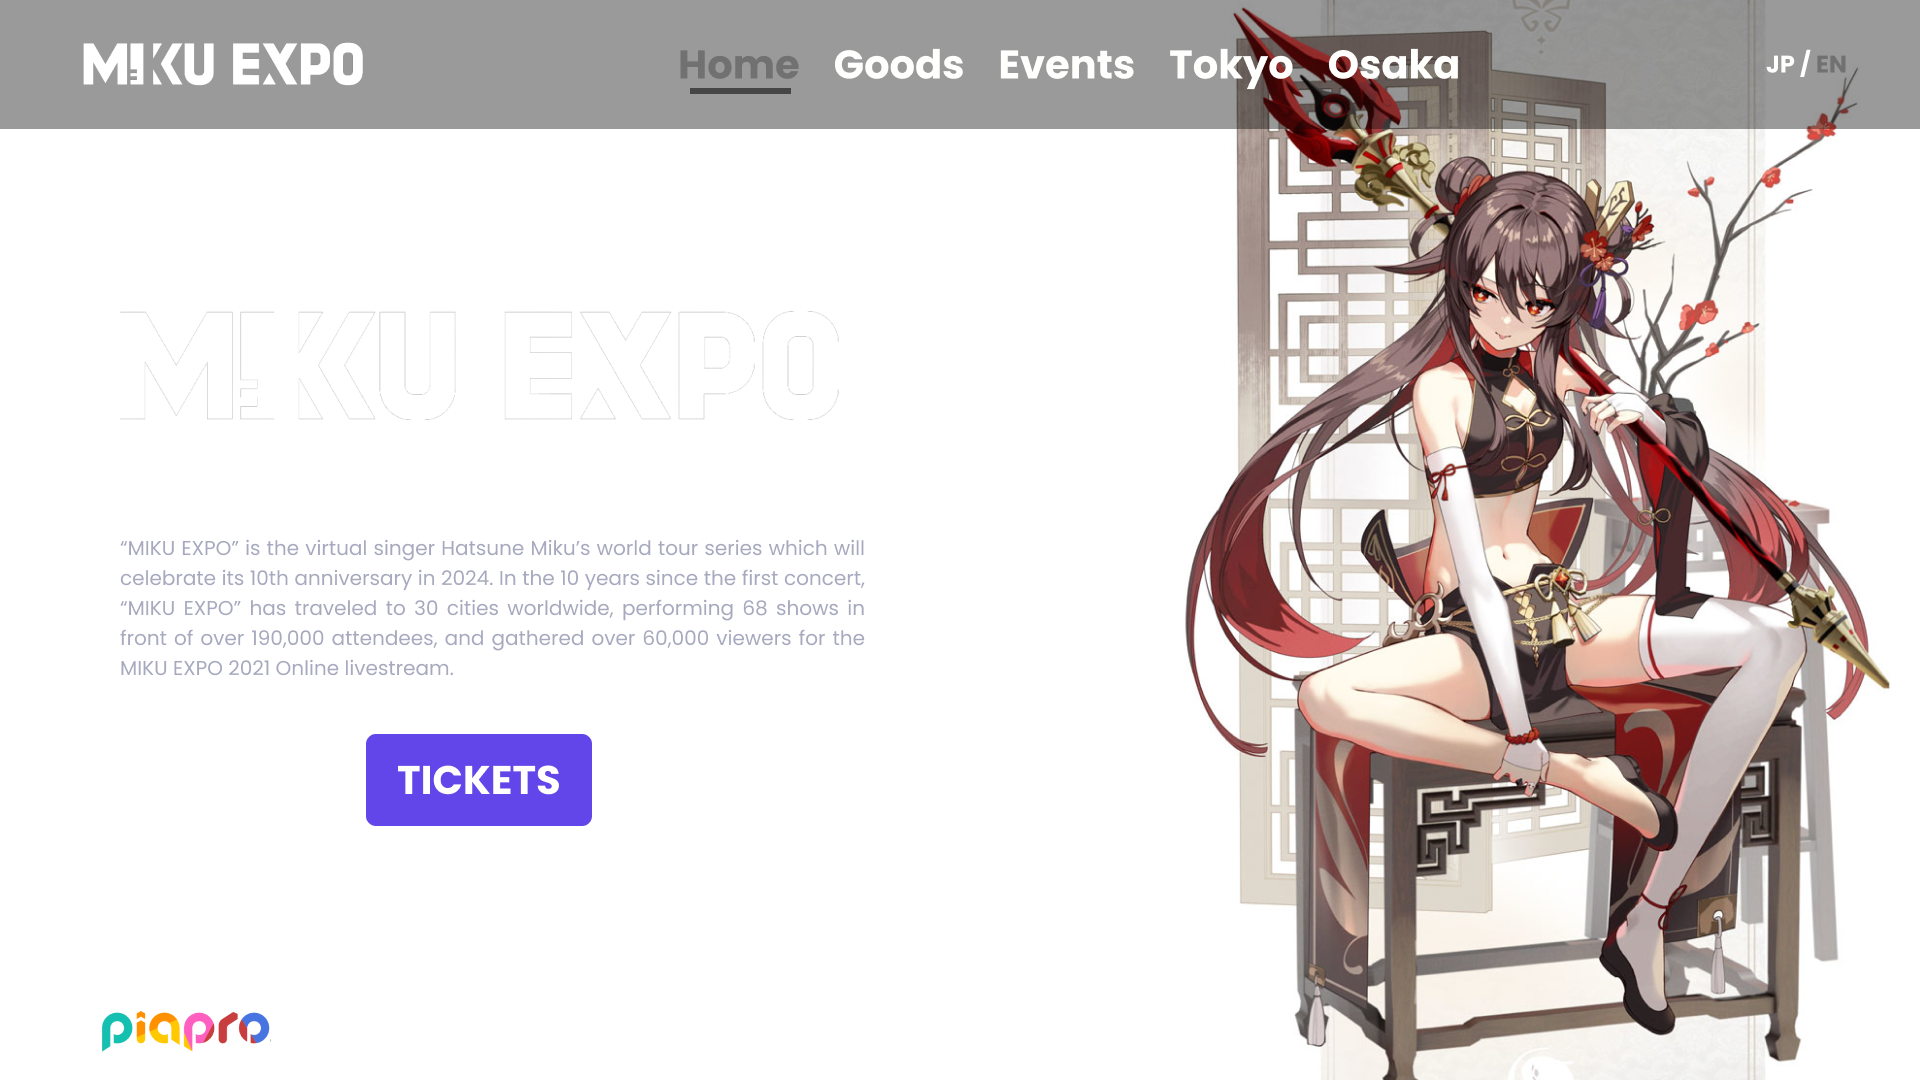 MIKU EXPO
Home Goods Events Tokyo Osaka
JP / EN
MIKU EXPO
“MIKU EXPO” is the virtual singer Hatsune Miku’s world tour series which will
celebrate its 10th anniversary in 2024. In the 10 years since the first concert,
“MIKU EXPO” has traveled to 30 cities worldwide, performing 68 shows in
front of over 190,000 attendees, and gathered over 60,000 viewers for the
MIKU EXPO 2021 Online livestream.
TICKETS
piapro